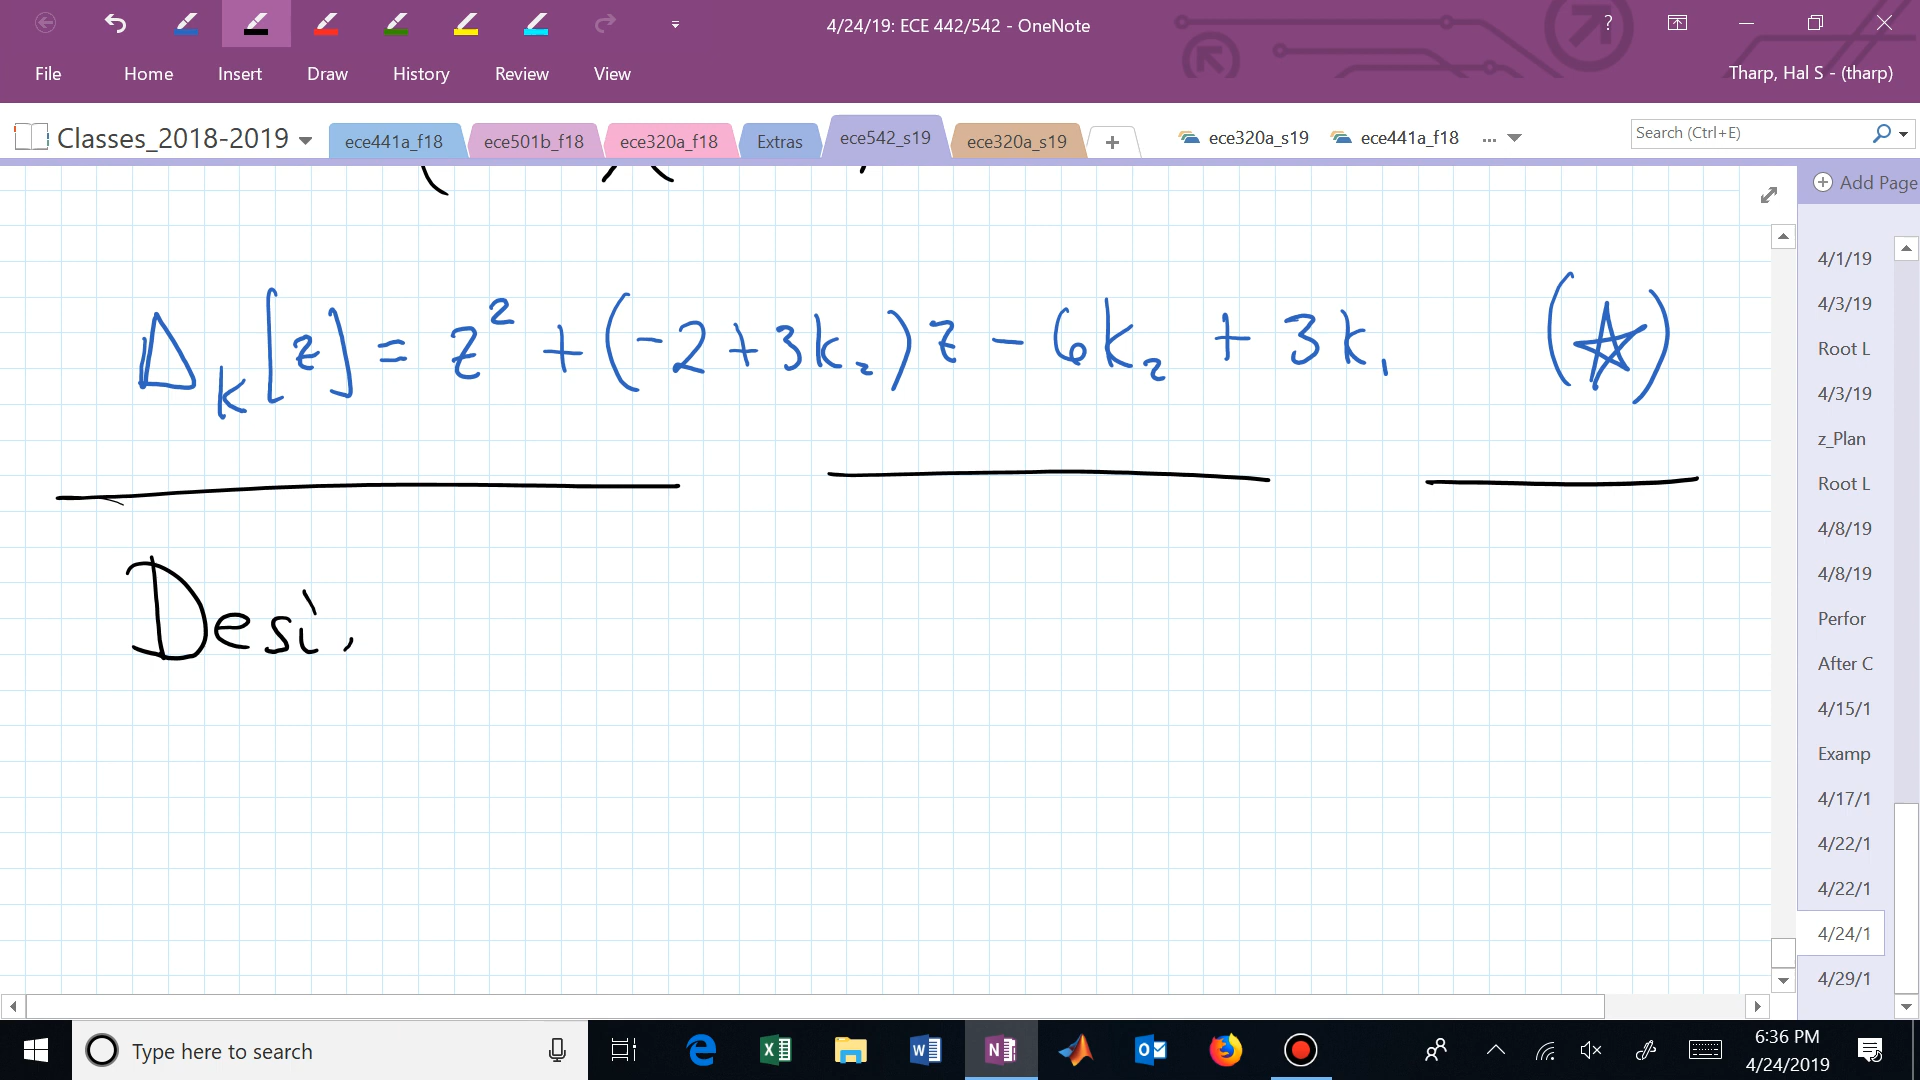 4/24/19: ECE 442/542 - OneNote
?
File Home Insert Draw History Review View
Tharp, Hal S - (tharp)
Classes_2018-2019 ece441a_f18 ece501b_f18 ece320a_f18 Extras ece542_s19 ece320a_s19 + ece320a_s19 ece441a_f18 ...
Search (Ctrl+E)
Add Page
4/1/19
4/3/19
Root L
4/3/19
z_Plan
Root L
4/8/19
4/8/19
Perfor
After C
4/15/1
Examp
4/17/1
4/22/1
4/22/1
4/24/1
4/29/1
Δ_k[z] = z² + (-2+3k₂)z - 6k₂ + 3k₁ (☆)
Desi
Type here to search
6:36 PM
4/24/2019